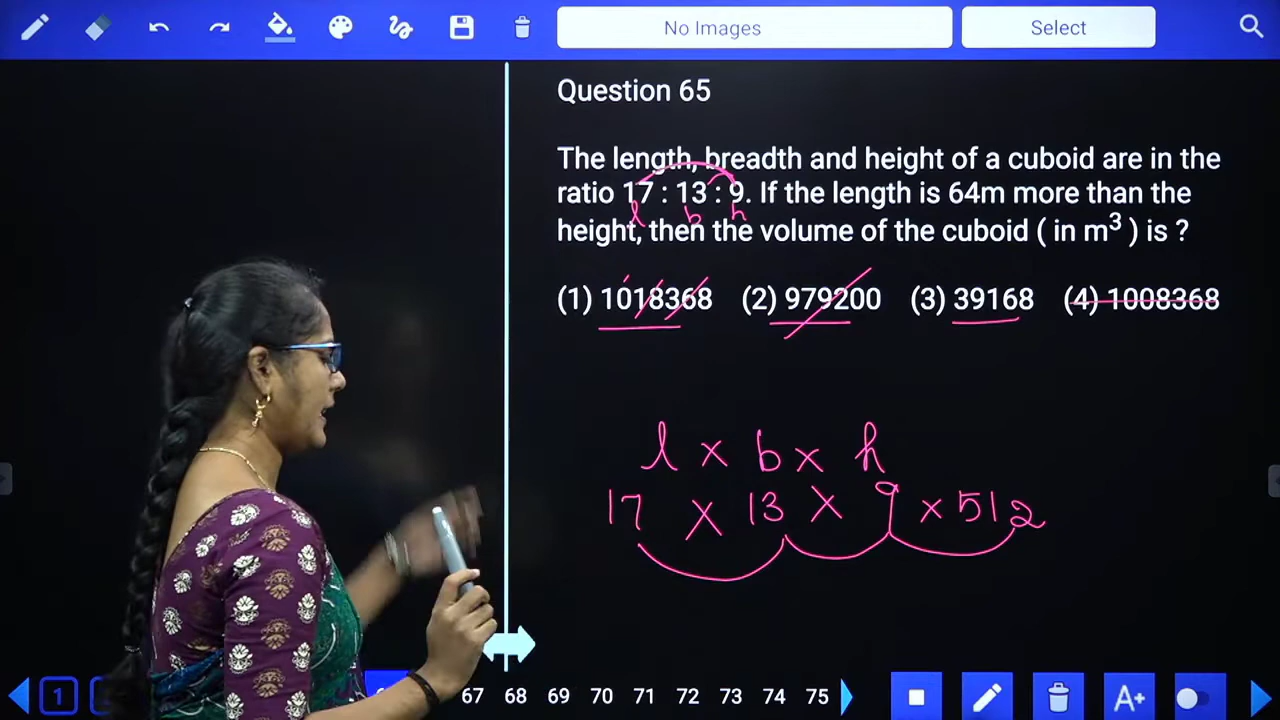 No Images
Select
Question 65
The length, breadth and height of a cuboid are in the
ratio 17 : 13 : 9. If the length is 64m more than the
l b h
height, then the volume of the cuboid ( in m³ ) is ?
(1) 1018368 (2) 979200 (3) 39168 (4) 1008368
l × b × h
17 × 13 × 9 × 512
1 67 68 69 70 71 72 73 74 75
A+